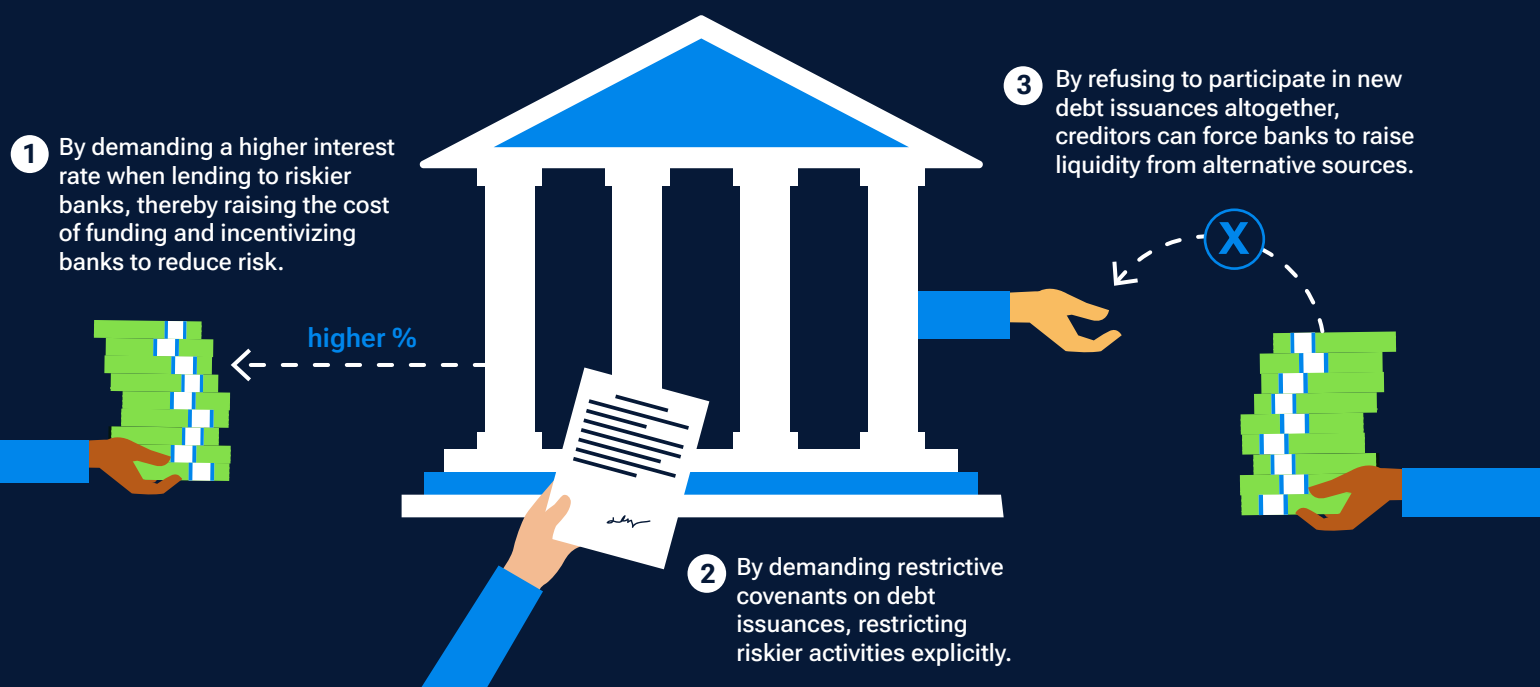 1
By demanding a higher interest
rate when lending to riskier
banks, thereby raising the cost
of funding and incentivizing
banks to reduce risk.
higher %
2
By demanding restrictive
covenants on debt
issuances, restricting
riskier activities explicitly.
3
By refusing to participate in new
debt issuances altogether,
creditors can force banks to raise
liquidity from alternative sources.
X